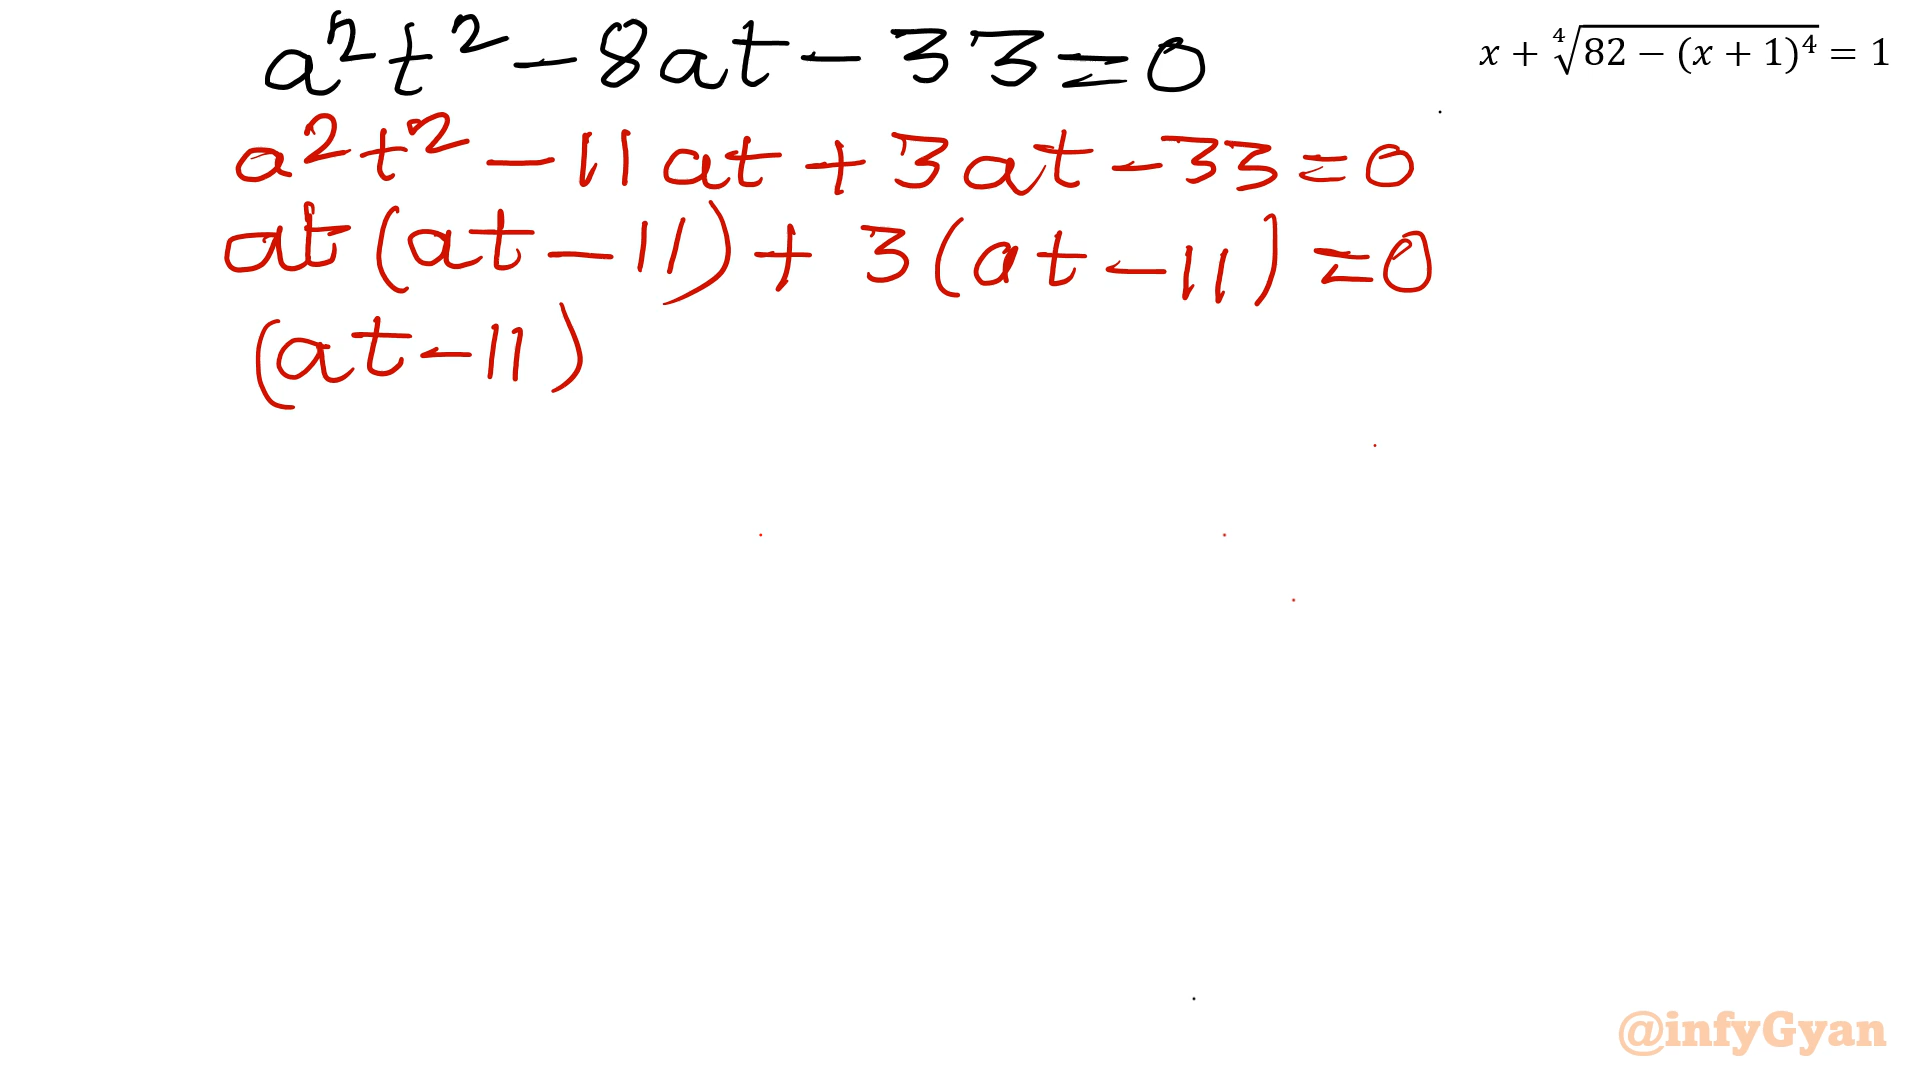 a²t² - 8at - 33 = 0
x + ∜(82 − (x + 1)⁴) = 1
a²t² - 11at + 3at - 33 = 0
at(at - 11) + 3(at - 11) = 0
(at - 11)
@infyGyan